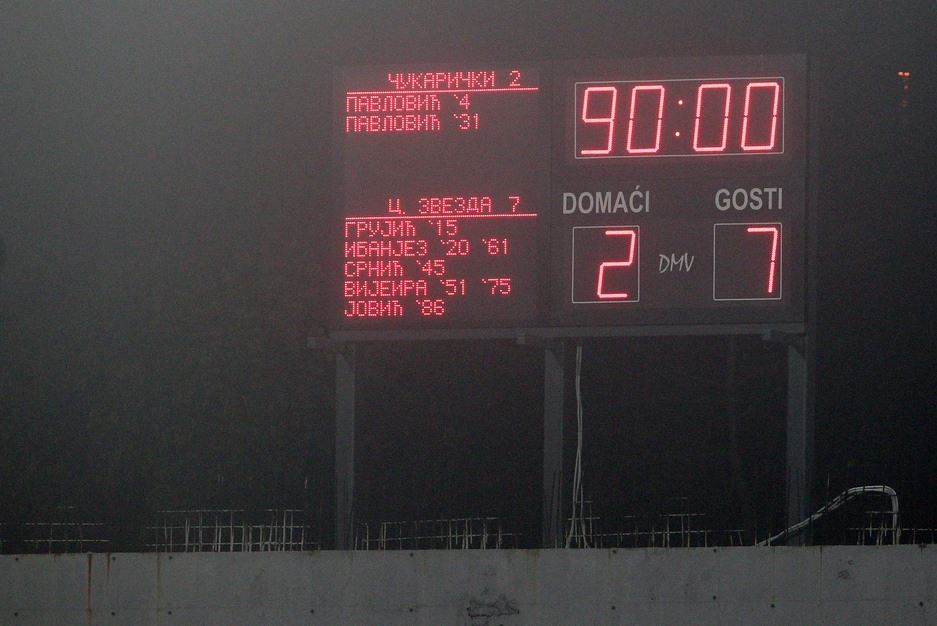 ЧУКАРИЧКИ 2
ПАВЛОВИЋ `4
ПАВЛОВИЋ `31
Ц. ЗВЕЗДА 7
ГРУЈИЋ `15
ИБАНЈЕЗ `20 `61
СРНИЋ `45
ВИЈЕИРА `51 `75
ЈОВИЋ `86
90:00
DOMAĆI GOSTI
2 DMV 7